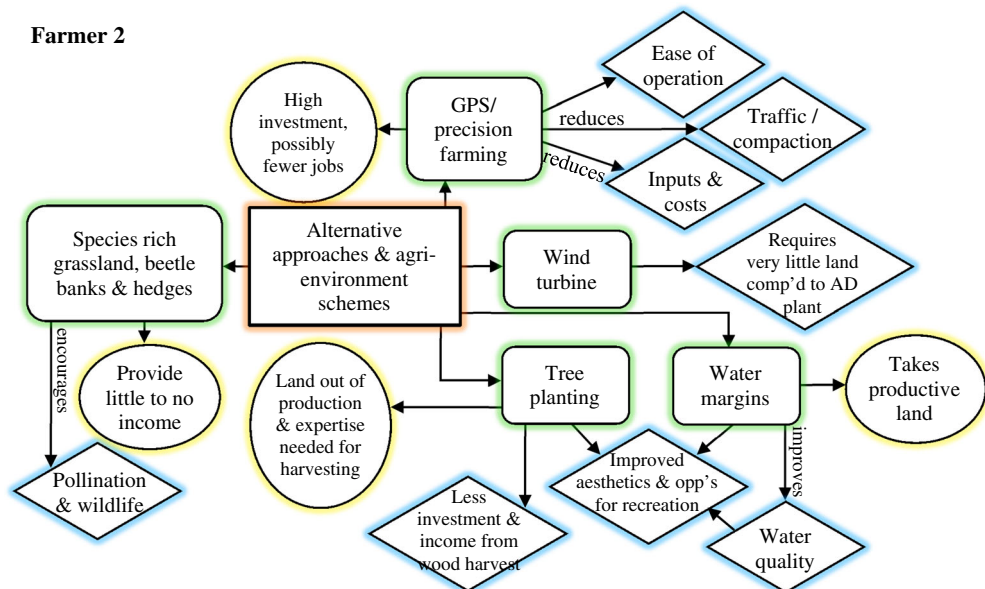 Farmer 2
Ease of
operation
High
investment,
possibly
fewer jobs
GPS/
precision
farming
reduces
Traffic /
compaction
reduces
Inputs &
costs
Species rich
grassland, beetle
banks & hedges
Alternative
approaches & agri-
environment
schemes
Wind
turbine
Requires
very little land
comp’d to AD
plant
encourages
Provide
little to no
income
Land out of
production
& expertise
needed for
harvesting
Tree
planting
Water
margins
Takes
productive
land
improves
Pollination
& wildlife
Less
investment &
income from
wood harvest
Improved
aesthetics & opp’s
for recreation
Water
quality